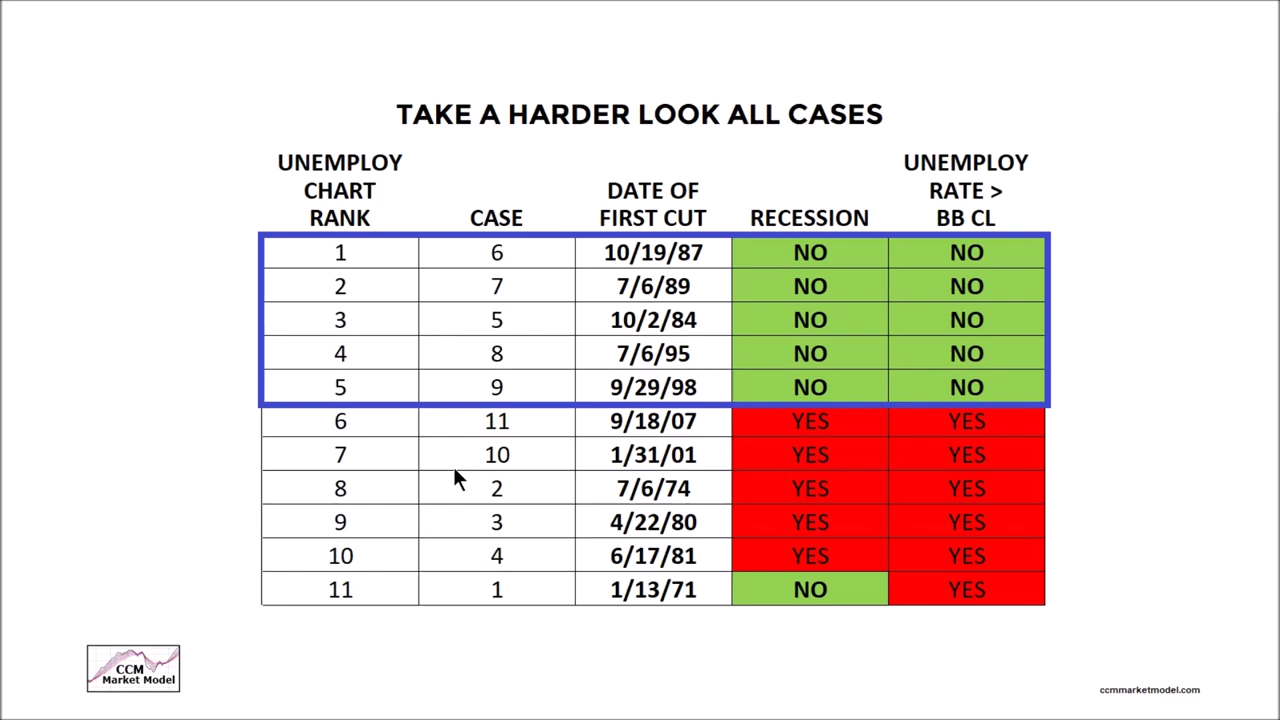 TAKE A HARDER LOOK ALL CASES
UNEMPLOY CHART RANK CASE DATE OF FIRST CUT RECESSION UNEMPLOY RATE > BB CL
1 6 10/19/87 NO NO
2 7 7/6/89 NO NO
3 5 10/2/84 NO NO
4 8 7/6/95 NO NO
5 9 9/29/98 NO NO
6 11 9/18/07 YES YES
7 10 1/31/01 YES YES
8 2 7/6/74 YES YES
9 3 4/22/80 YES YES
10 4 6/17/81 YES YES
11 1 1/13/71 NO YES
CCM
Market Model
ccmmarketmodel.com